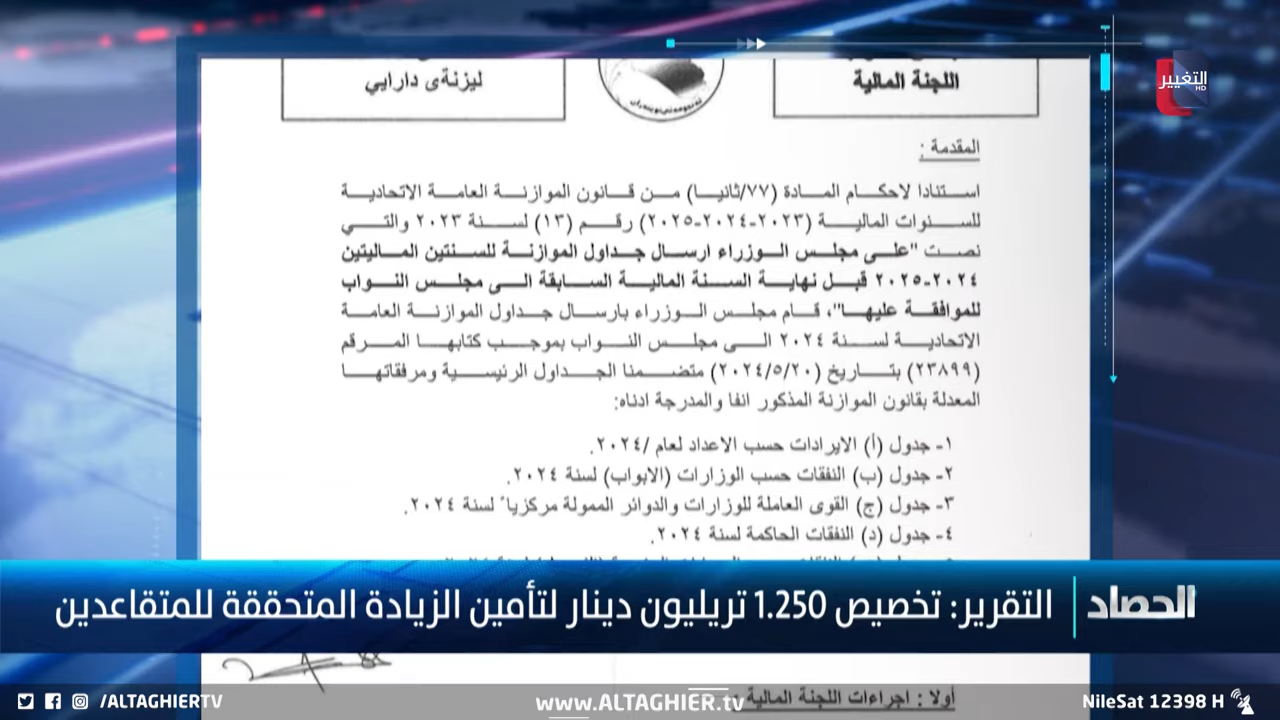 التغيير HD
اللجنة المالية
ليژنەى دارايي
المقدمة :
استنادا لاحكام المادة (٧٧/ثانيا) من قانون الموازنة العامة الاتحادية
للسنوات المالية (٢٠٢٣-٢٠٢٤-٢٠٢٥) رقم (١٣) لسنة ٢٠٢٣ والتي
نصت "على مجلس الوزراء ارسال جداول الموازنة للسنتين الماليتين
٢٠٢٤-٢٠٢٥ قبل نهاية السنة المالية السابقة الى مجلس النواب
للموافقة عليها"، قام مجلس الوزراء بارسال جداول الموازنة العامة
الاتحادية لسنة ٢٠٢٤ الى مجلس النواب بموجب كتابها المرقم
(٢٣٨٩٩) بتاريخ (٢٠٢٤/٥/٢٠) متضمنا الجداول الرئيسية ومرفقاتها
المعدلة بقانون الموازنة المذكور انفا والمدرجة ادناه:
١- جدول (أ) الايرادات حسب الاعداد لعام /٢٠٢٤.
٢- جدول (ب) النفقات حسب الوزارات (الابواب) لسنة ٢٠٢٤.
٣- جدول (ج) القوى العاملة للوزارات والدوائر الممولة مركزياً لسنة ٢٠٢٤.
٤- جدول (د) النفقات الحاكمة لسنة ٢٠٢٤.
الحصاد
التقرير: تخصيص 1.250 تريليون دينار لتأمين الزيادة المتحققة للمتقاعدين
أولا : اجراءات اللجنة المالية :
/ALTAGHIERTV
www.ALTAGHIER.tv
NileSat 12398 H